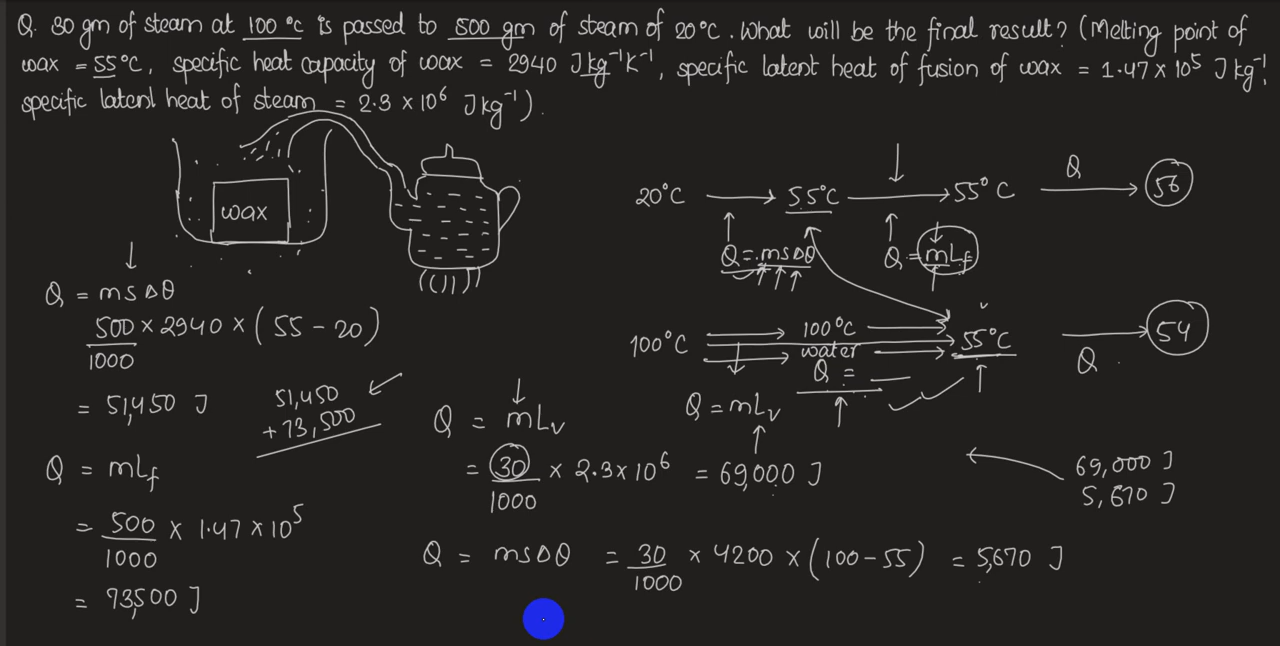 Q. 30 gm of steam at 100 °C is passed to 500 gm of steam of 20°C. What will be the final result? (Melting point of
wax = 55°C, specific heat capacity of wax = 2940 Jkg⁻¹K⁻¹, specific latent heat of fusion of wax = 1.47 × 10⁵ J kg⁻¹,
specific latent heat of steam = 2.3 × 10⁶ Jkg⁻¹).
wax
20°C → 55°C → 55°C Q → 56
Q = msΔθ Q = mLf
100°C → 100°C water → 55°C → 54
Q
Q = mLv
Q =
Q = msΔθ
500/1000 × 2940 × (55 - 20)
= 51,450 J
51,450
+ 73,500
Q = mLf
= 500/1000 × 1.47 × 10⁵
= 73,500 J
Q = mLv
= 30/1000 × 2.3 × 10⁶ = 69,000 J
69,000 J
5,670 J
Q = msΔθ = 30/1000 × 4200 × (100 - 55) = 5,670 J